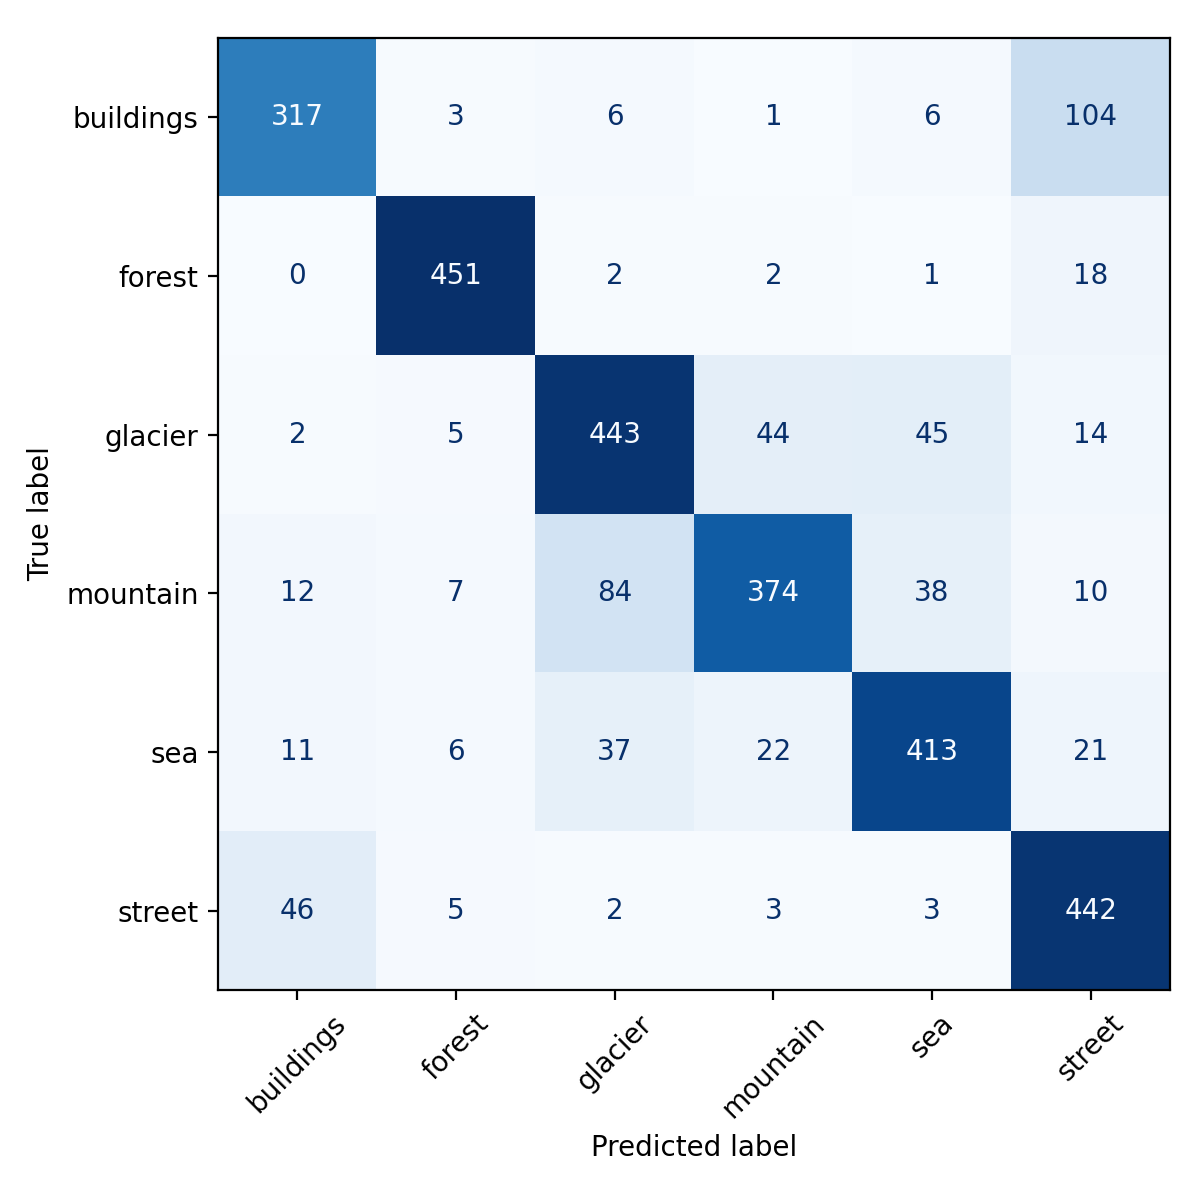 buildings 317 3 6 1 6 104
forest 0 451 2 2 1 18
glacier 2 5 443 44 45 14
mountain 12 7 84 374 38 10
sea 11 6 37 22 413 21
street 46 5 2 3 3 442
True label
buildings forest glacier mountain sea street
Predicted label